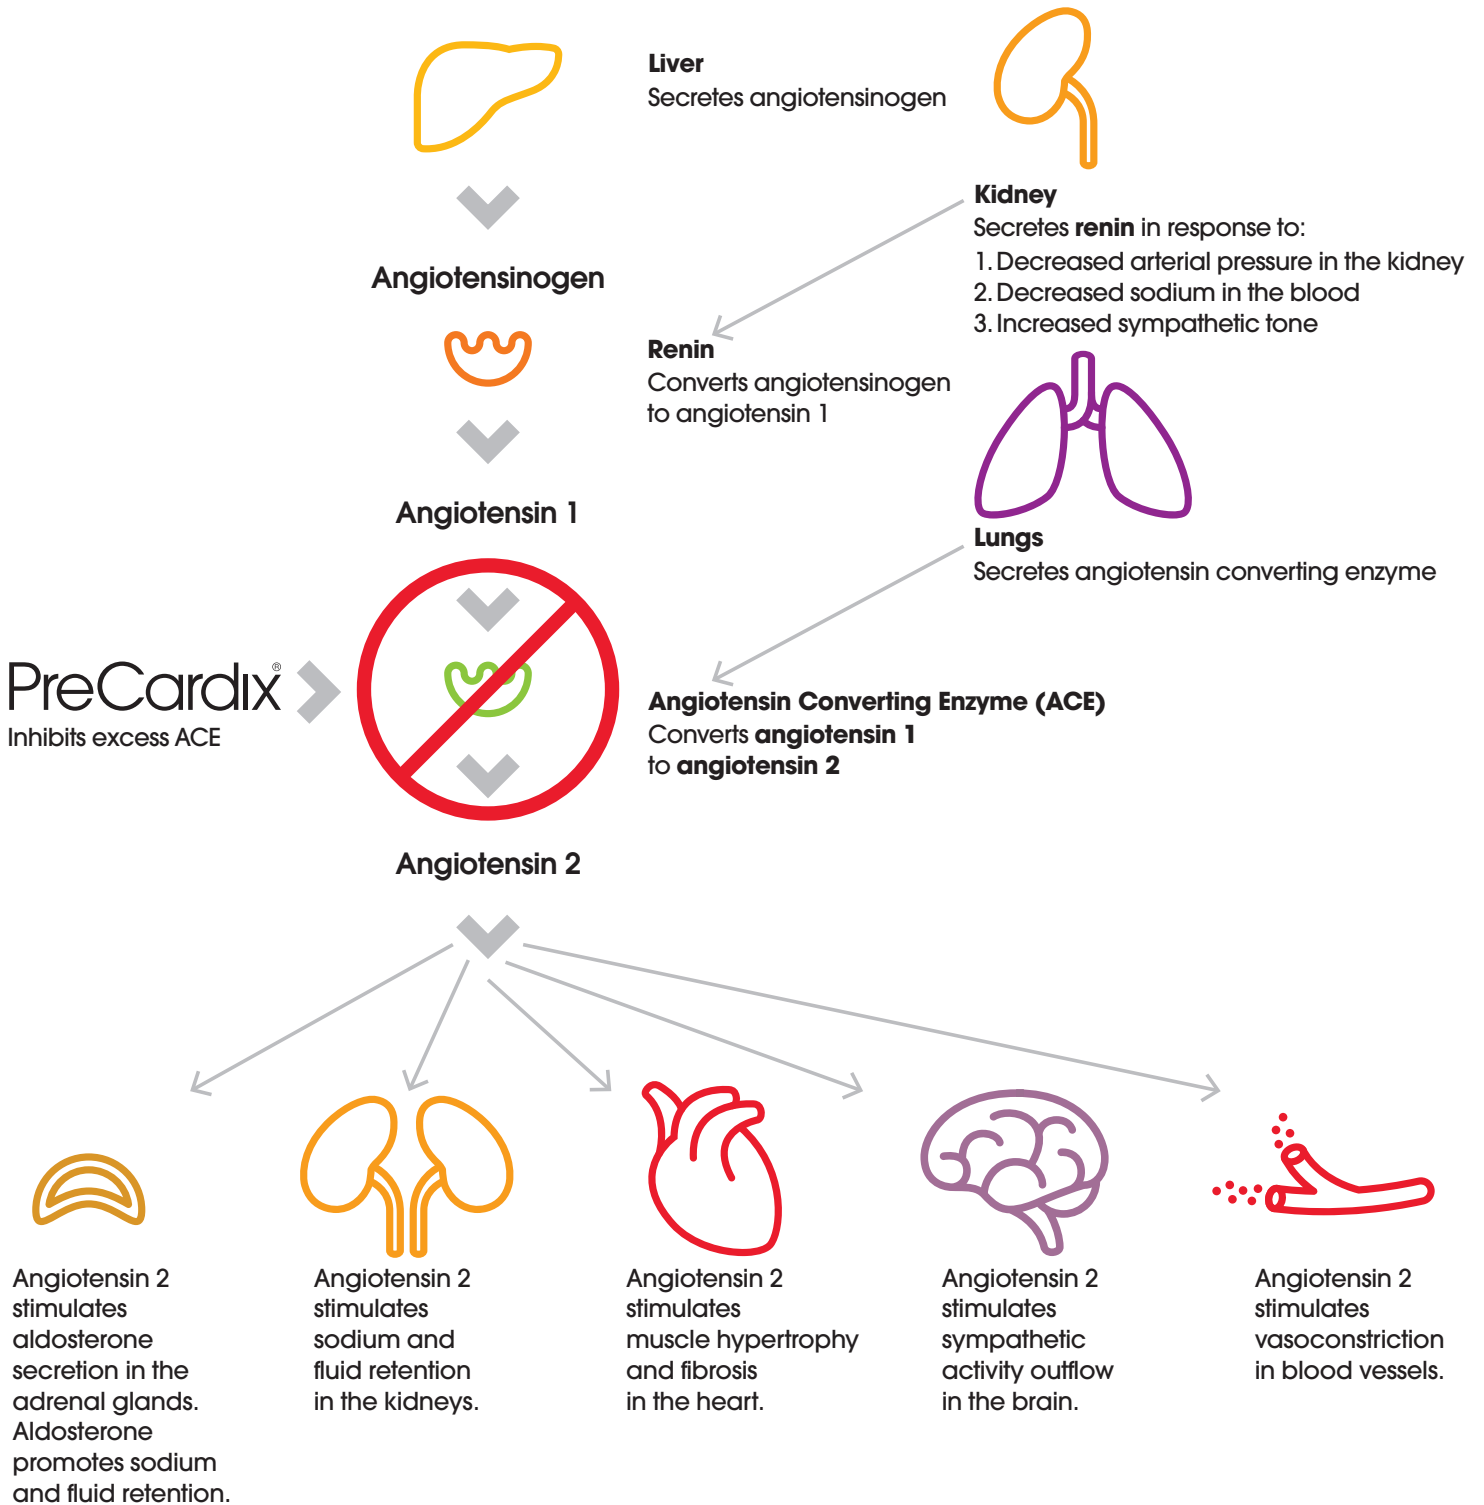 Liver
Secretes angiotensinogen
Kidney
Secretes renin in response to:
1. Decreased arterial pressure in the kidney
2. Decreased sodium in the blood
3. Increased sympathetic tone
Angiotensinogen
Renin
Converts angiotensinogen
to angiotensin 1
Angiotensin 1
Lungs
Secretes angiotensin converting enzyme
PreCardix®
Inhibits excess ACE
Angiotensin Converting Enzyme (ACE)
Converts angiotensin 1
to angiotensin 2
Angiotensin 2
Angiotensin 2
stimulates
aldosterone
secretion in the
adrenal glands.
Aldosterone
promotes sodium
and fluid retention.
Angiotensin 2
stimulates
sodium and
fluid retention
in the kidneys.
Angiotensin 2
stimulates
muscle hypertrophy
and fibrosis
in the heart.
Angiotensin 2
stimulates
sympathetic
activity outflow
in the brain.
Angiotensin 2
stimulates
vasoconstriction
in blood vessels.